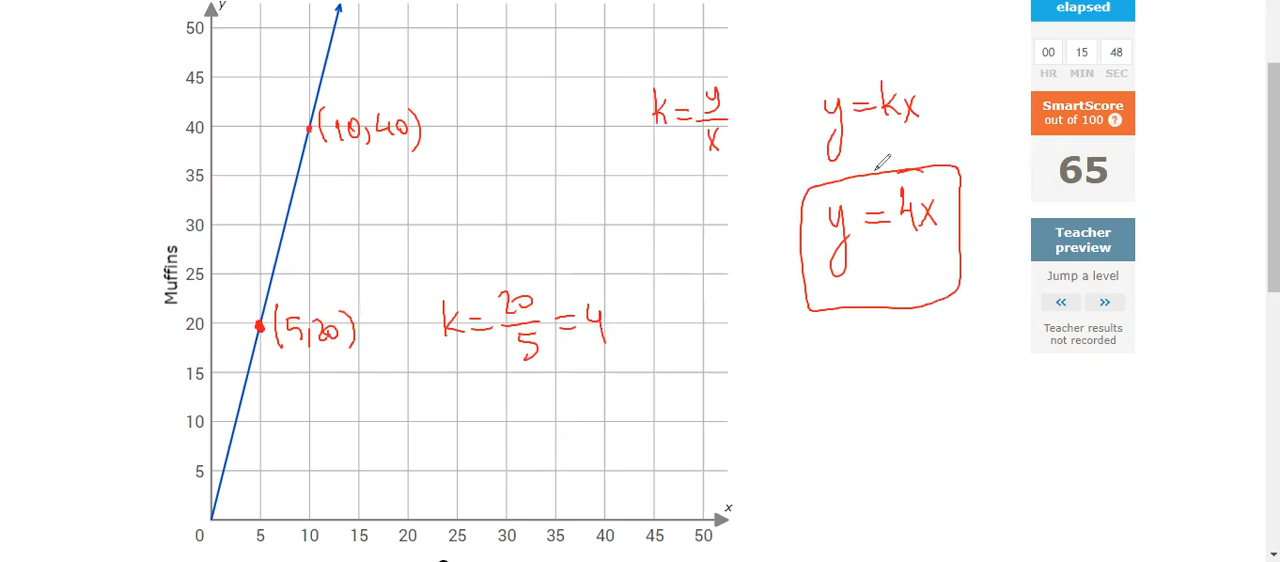 y
50
45
40
35
30
25
20
15
10
5
0
5
10
15
20
25
30
35
40
45
50
x
Muffins
(10,40)
(5,20)
k = y/x
k = 20/5 = 4
y = kx
y = 4x
elapsed
00 15 48
HR MIN SEC
SmartScore
out of 100 ?
65
Teacher
preview
Jump a level
<< >>
Teacher results
not recorded